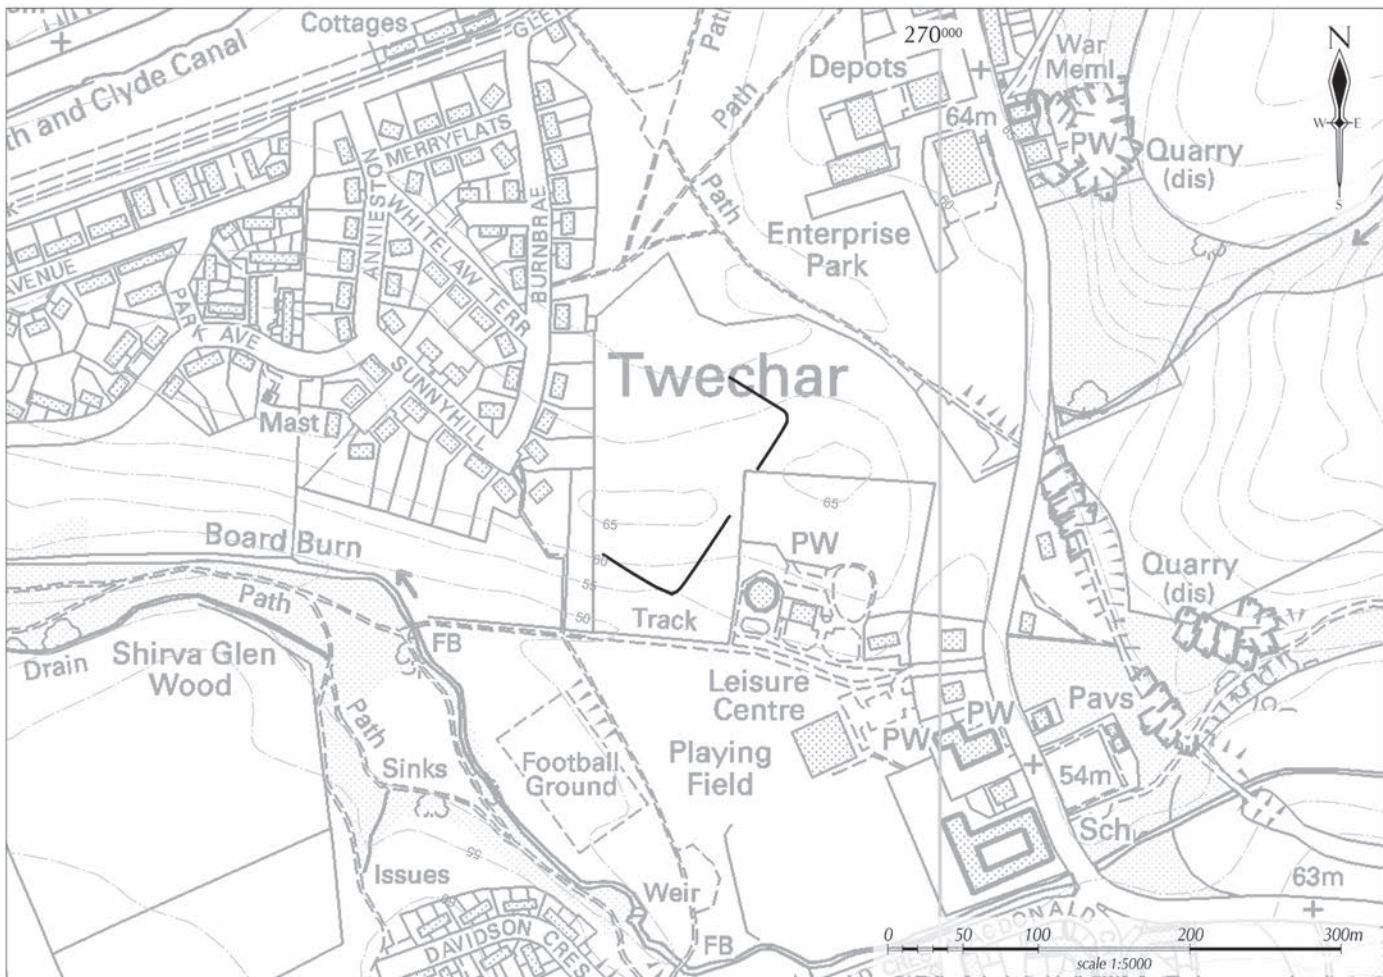 Cottages
th and Clyde Canal
270⁰⁰⁰
N
W E
S
War
Meml
PW
Quarry
(dis)
Depots
64m
Path
Path
Path
MERRYFLATS
ANNIESTON
WHITELAW TERR
BURNBRAE
AVENUE
PARK AVE
SUNNYHILL
Mast
Enterprise
Park
Twechar
65
65
60
55
50
Board Burn
PW
Quarry
(dis)
Path
Track
FB
Drain
Shirva Glen
Wood
Path
Leisure
Centre
PW
PW
Pavs
Sinks
Football
Ground
Playing
Field
54m
Sch
55
Issues
Weir
63m
DAVIDSON CRES
FB
0 50 100 200 300m
scale 1:5000